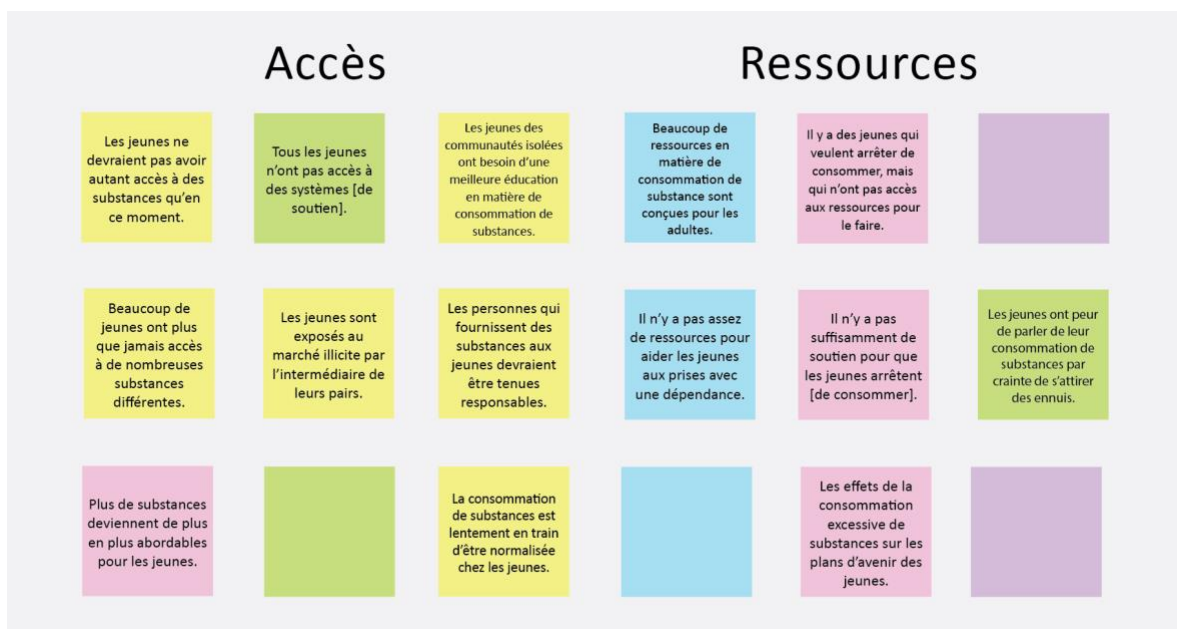 Accès
Les jeunes ne
devraient pas avoir
autant accès à des
substances qu'en
ce moment.
Tous les jeunes
n'ont pas accès à
des systèmes [de
soutien].
Les jeunes des
communautés isolées
ont besoin d'une
meilleure éducation
en matière de
consommation de
substances.
Beaucoup de
jeunes ont plus
que jamais accès
à de nombreuses
substances
différentes.
Les jeunes sont
exposés au
marché illicite par
l'intermédiaire de
leurs pairs.
Les personnes qui
fournissent des
substances aux
jeunes devraient
être tenues
responsables.
Plus de substances
deviennent de plus
en plus abordables
pour les jeunes.
La consommation
de substances est
lentement en train
d'être normalisée
chez les jeunes.
Ressources
Beaucoup de
ressources en
matière de
consommation de
substance sont
conçues pour les
adultes.
Il y a des jeunes qui
veulent arrêter de
consommer, mais
qui n'ont pas accès
aux ressources pour
le faire.
Il n'y a pas assez
de ressources pour
aider les jeunes
aux prises avec
une dépendance.
Il n'y a pas
suffisamment de
soutien pour que
les jeunes arrêtent
[de consommer].
Les jeunes ont peur
de parler de leur
consommation de
substances par
crainte de s'attirer
des ennuis.
Les effets de la
consommation
excessive de
substances sur les
plans d'avenir des
jeunes.